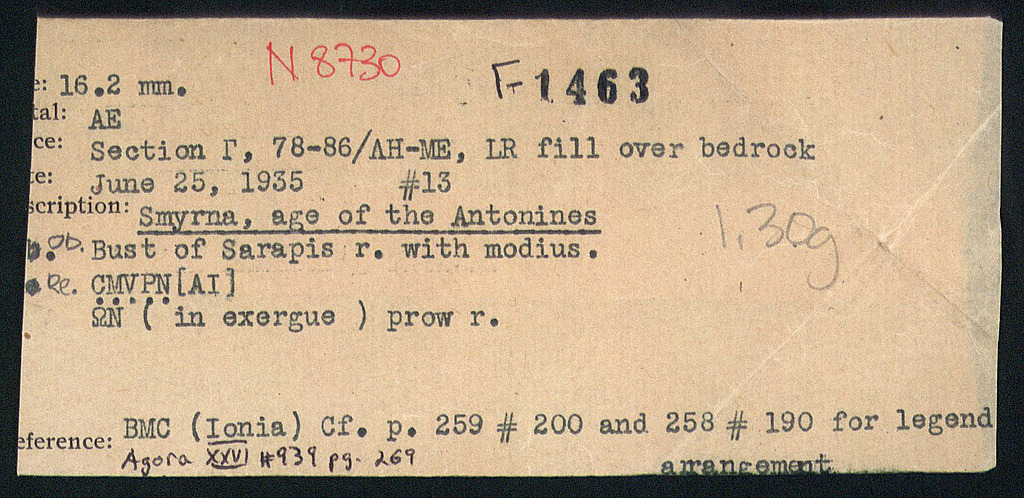 N 8730
Γ-1463
e: 16.2 mm.
tal: AE
ce: Section Γ, 78-86/ΛH-ME, LR fill over bedrock
te: June 25, 1935 #13
scription: Smyrna, age of the Antonines
1.30g
ob. Bust of Sarapis r. with modius.
Re. CMVPN[AI]
ΩN ( in exergue ) prow r.
eference: BMC (Ionia) Cf. p. 259 # 200 and 258 # 190 for legend
arrangement
Agora XXVI #939 pg. 269